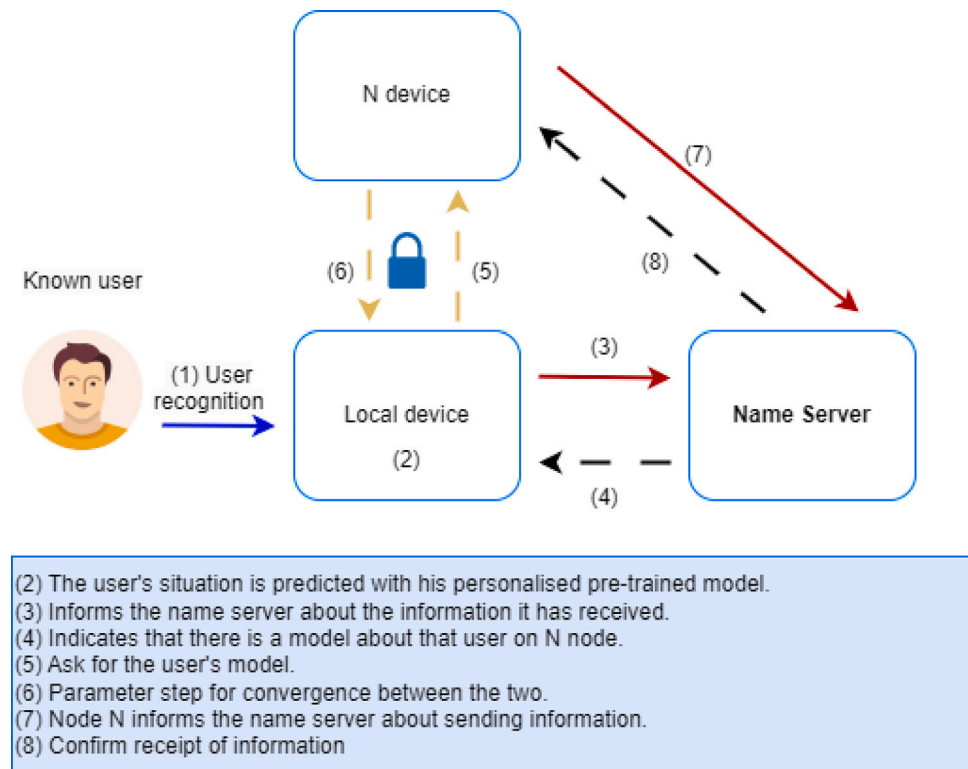 N device
(7)
(8)
(6)
(5)
Known user
(1) User
recognition
(3)
Local device
(2)
Name Server
(4)
(2) The user's situation is predicted with his personalised pre-trained model.
(3) Informs the name server about the information it has received.
(4) Indicates that there is a model about that user on N node.
(5) Ask for the user's model.
(6) Parameter step for convergence between the two.
(7) Node N informs the name server about sending information.
(8) Confirm receipt of information